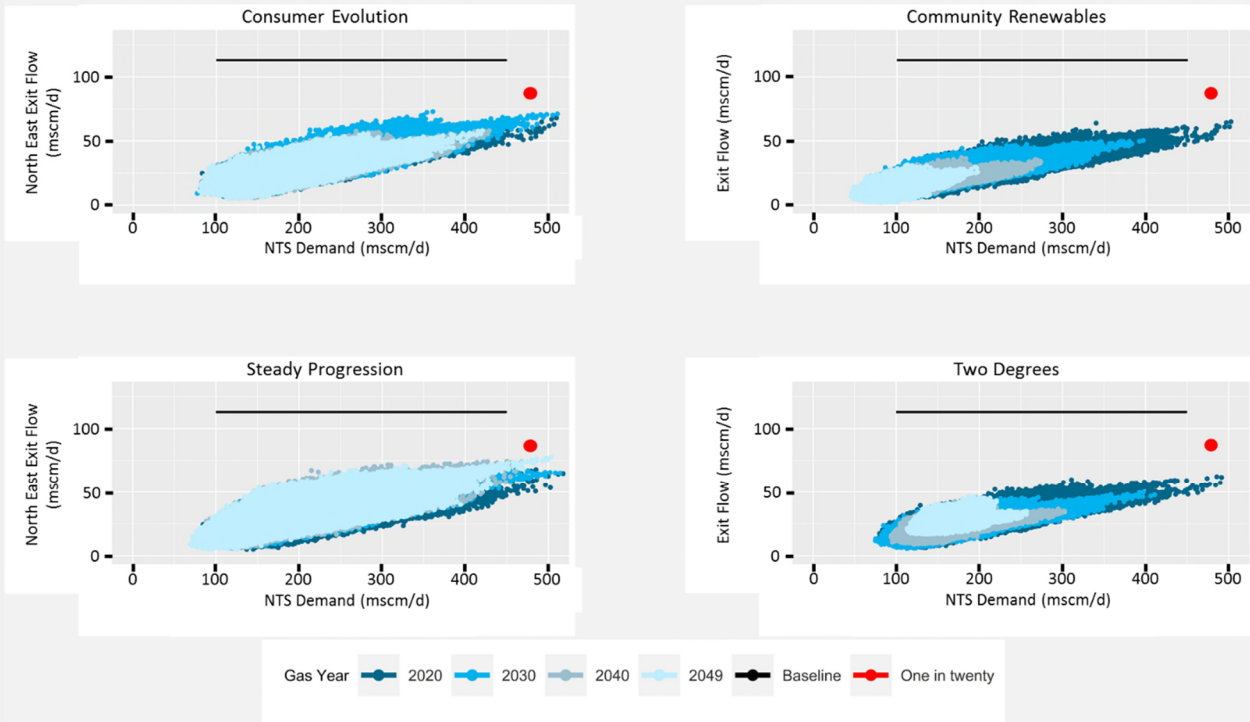 Consumer Evolution
North East Exit Flow
(mscm/d)
100
50
0
0 100 200 300 400 500
NTS Demand (mscm/d)
Community Renewables
Exit Flow (mscm/d)
100
50
0
0 100 200 300 400 500
NTS Demand (mscm/d)
Steady Progression
North East Exit Flow
(mscm/d)
100
50
0
0 100 200 300 400 500
NTS Demand (mscm/d)
Two Degrees
Exit Flow (mscm/d)
100
50
0
0 100 200 300 400 500
NTS Demand (mscm/d)
Gas Year 2020 2030 2040 2049 Baseline One in twenty